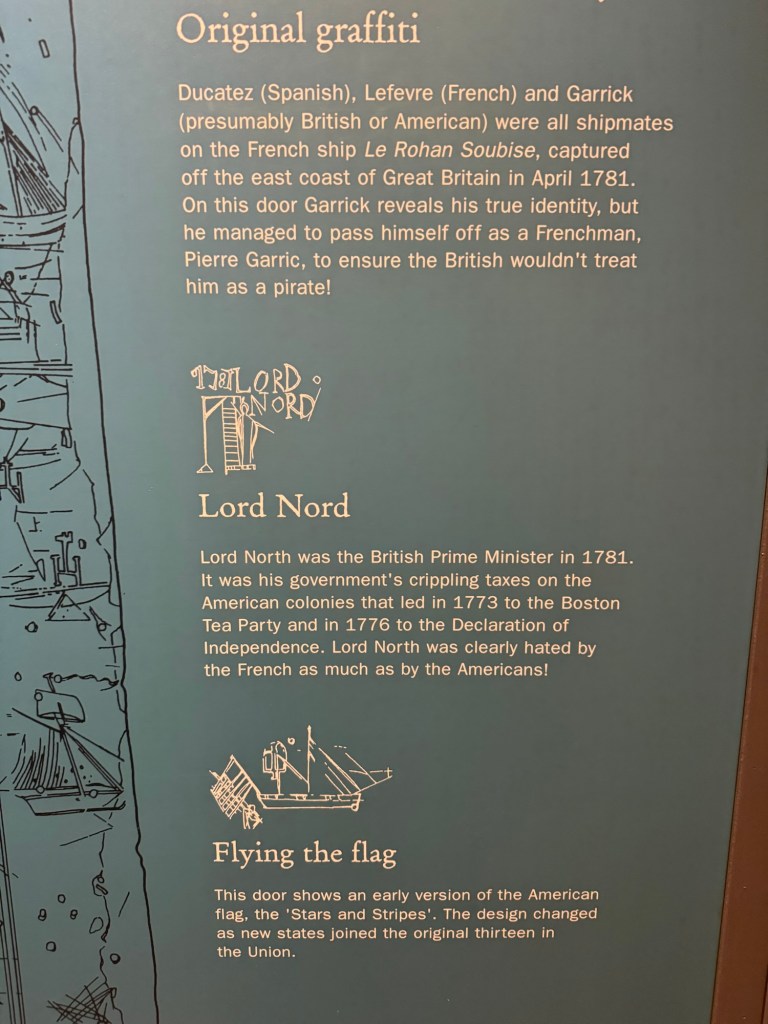 Original graffiti
Ducatez (Spanish), Lefevre (French) and Garrick
(presumably British or American) were all shipmates
on the French ship Le Rohan Soubise, captured
off the east coast of Great Britain in April 1781.
On this door Garrick reveals his true identity, but
he managed to pass himself off as a Frenchman,
Pierre Garric, to ensure the British wouldn't treat
him as a pirate!
1781 LORD
NORD
Lord Nord
Lord North was the British Prime Minister in 1781.
It was his government's crippling taxes on the
American colonies that led in 1773 to the Boston
Tea Party and in 1776 to the Declaration of
Independence. Lord North was clearly hated by
the French as much as by the Americans!
Flying the flag
This door shows an early version of the American
flag, the 'Stars and Stripes'. The design changed
as new states joined the original thirteen in
the Union.